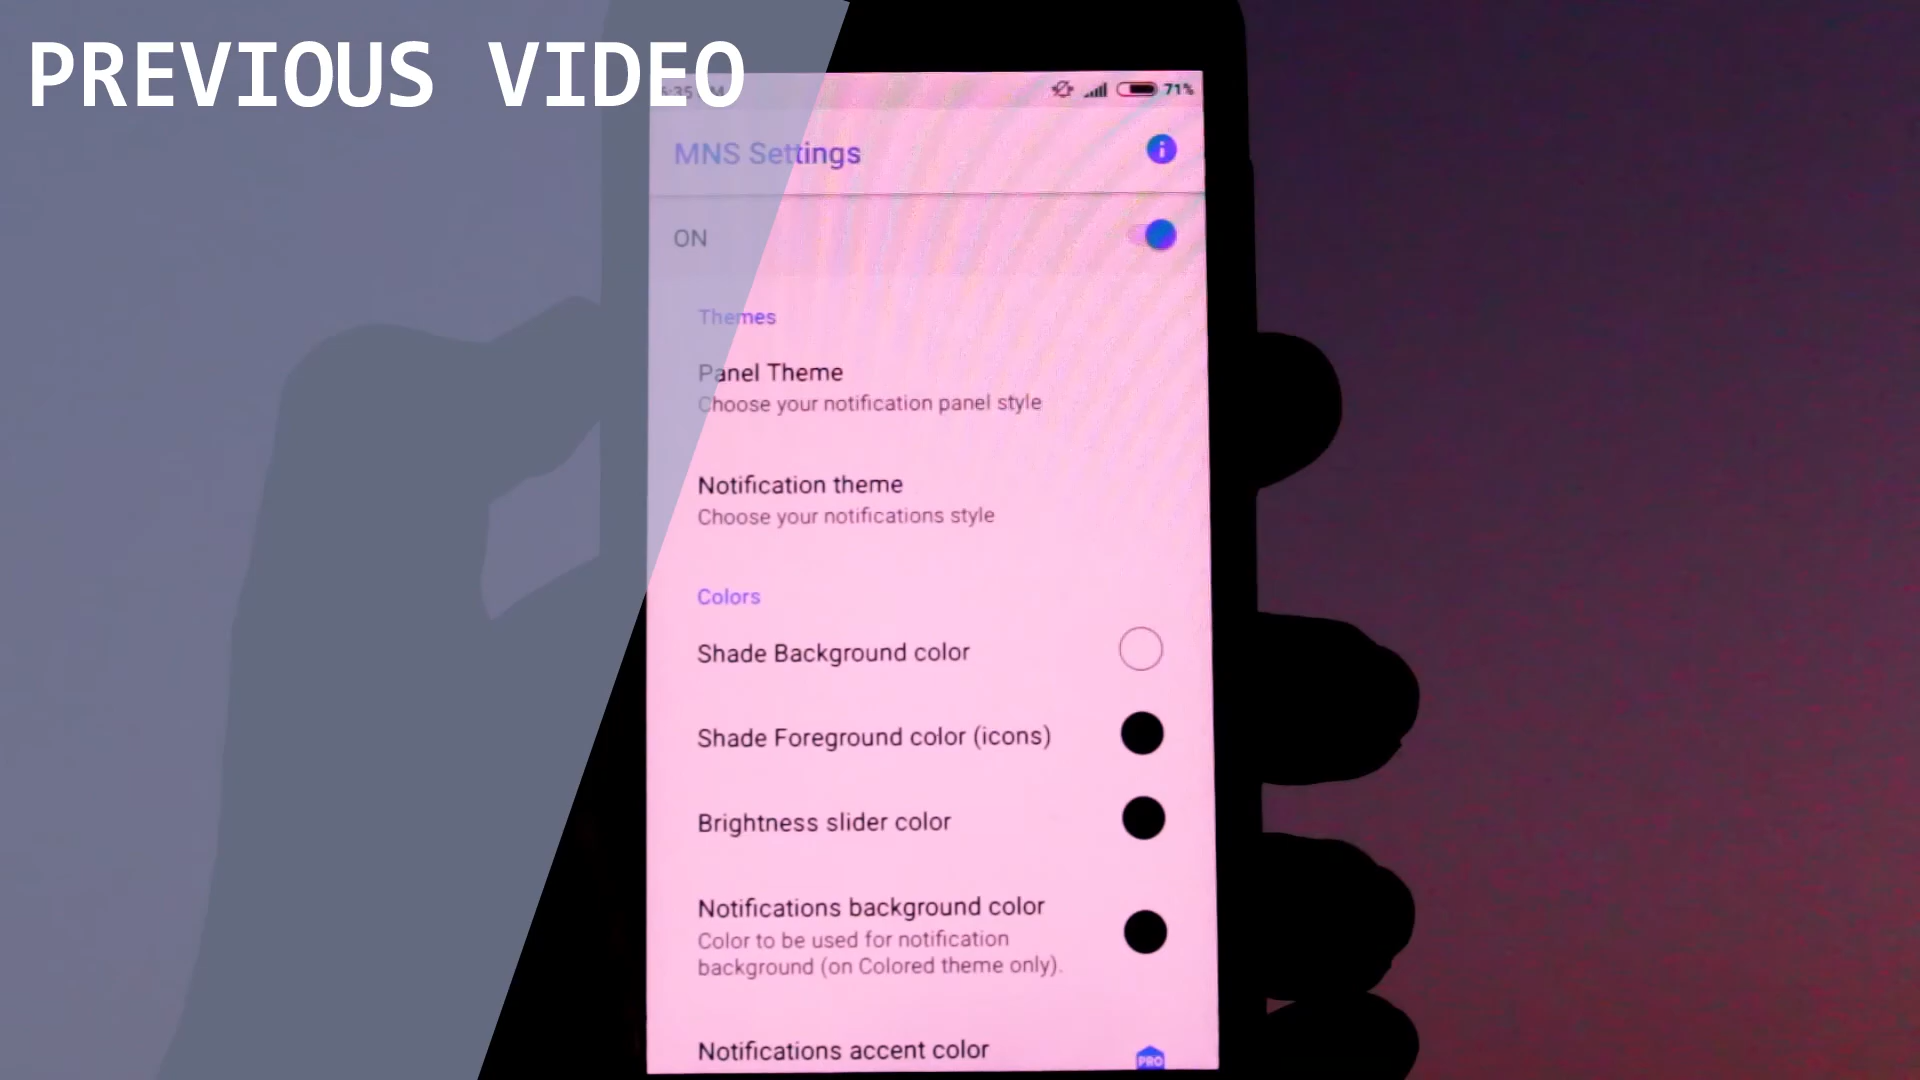 PREVIOUS VIDEO
71%
MNS Settings
ON
Themes
Panel Theme
Choose your notification panel style
Notification theme
Choose your notifications style
Colors
Shade Background color
Shade Foreground color (icons)
Brightness slider color
Notifications background color
Color to be used for notification
background (on Colored theme only).
Notifications accent color
PRO